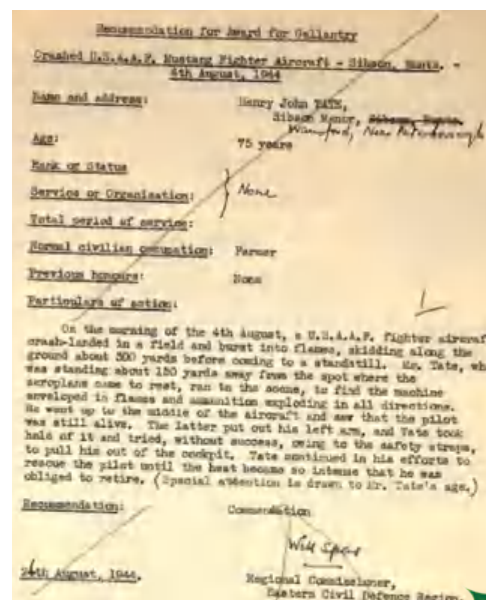 Recommendation for Award for Gallantry
Crashed U.S.A.A.F. Mustang Fighter Aircraft - Sibson, Hunts. -
4th August, 1944
Name and address: Henry John TATE,
Sibson Manor, Sibson, Hunts.
Wansford, Near Peterborough
Age: 75 years
Rank or Status
Service or Organisation: None
Total period of service:
Normal civilian occupation: Farmer
Previous honours: None
Particulars of action:
On the morning of the 4th August, a U.S.A.A.F. fighter aircraf
crash-landed in a field and burst into flames, skidding along the
ground about 500 yards before coming to a standstill. Mr. Tate, wh
was standing about 150 yards away from the spot where the
aeroplane came to rest, ran to the scene, to find the machine
enveloped in flames and ammunition exploding in all directions.
He went up to the middle of the aircraft and saw that the pilot
was still alive. The latter put out his left arm, and Tate took
hold of it and tried, without success, owing to the safety straps,
to pull him out of the cockpit. Tate continued in his efforts to
rescue the pilot until the heat became so intense that he was
obliged to retire. (Special attention is drawn to Mr. Tate's age.)
Recommendation: Commendation
Will Spens
24th August, 1944.
Regional Commissioner,
Eastern Civil Defence Region.